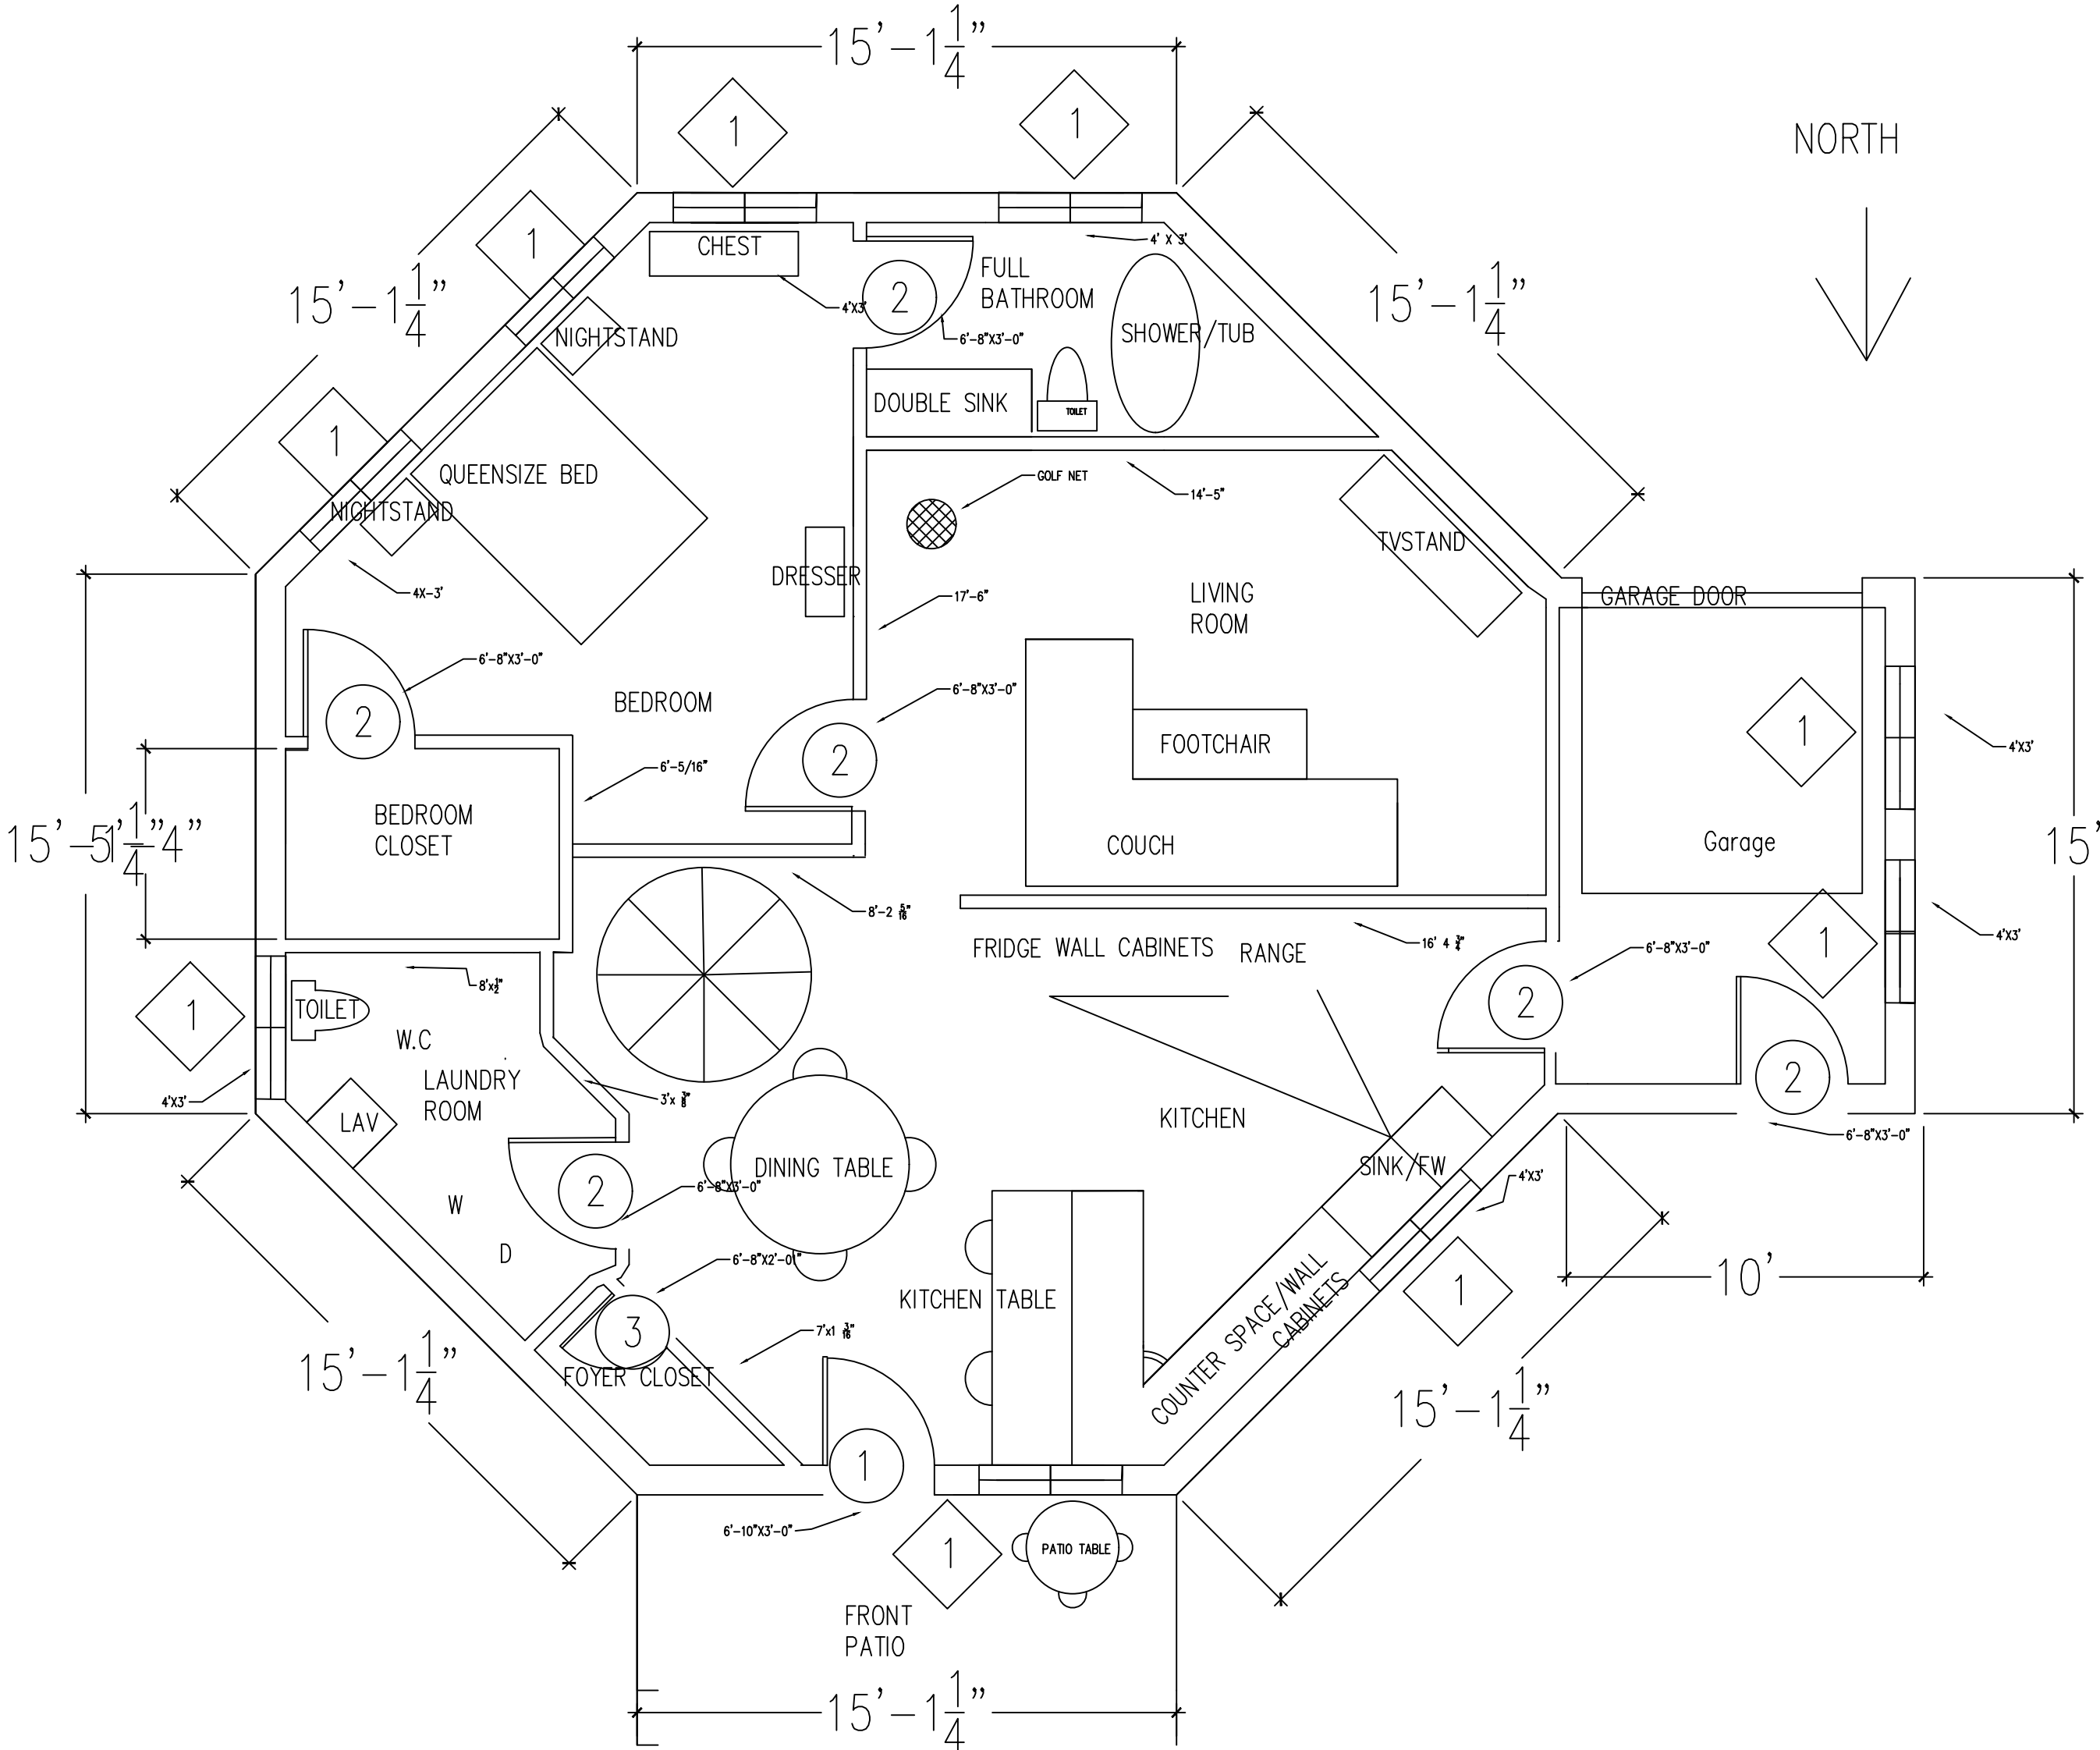 15'-1 1/4"
1
1
NORTH
1
CHEST
4' X 3'
2
FULL
BATHROOM
15'-1 1/4"
15'-1 1/4"
4'X3'
NIGHTSTAND
6'-8"X3'-0"
SHOWER/TUB
1
DOUBLE SINK
TOILET
QUEENSIZE BED
GOLF NET
14'-5"
NIGHTSTAND
TVSTAND
DRESSER
4X-3'
17'-6"
LIVING
ROOM
GARAGE DOOR
6'-8"X3'-0"
6'-8"X3'-0"
BEDROOM
2
1
2
FOOTCHAIR
4'X3'
6'-5/16"
BEDROOM
CLOSET
15'-1 1/4"
5'-4"
COUCH
Garage
15'
8'-2 5/16"
16' 4 3/4"
FRIDGE WALL CABINETS
RANGE
6'-8"X3'-0"
1
4'X3'
8'x1/2"
1
TOILET
2
W.C
LAUNDRY
ROOM
2
4'X3'
3'x 3/8"
LAV
KITCHEN
6'-8"X3'-0"
DINING TABLE
SINK/FW
4'X3'
2
6'-8"X3'-0"
W
D
6'-8"X2'-0"
10'
KITCHEN TABLE
1
COUNTER SPACE/WALL
CABINETS
3
7'x1 3/16"
FOYER CLOSET
15'-1 1/4"
15'-1 1/4"
1
6'-10"X3'-0"
1
PATIO TABLE
FRONT
PATIO
15'-1 1/4"